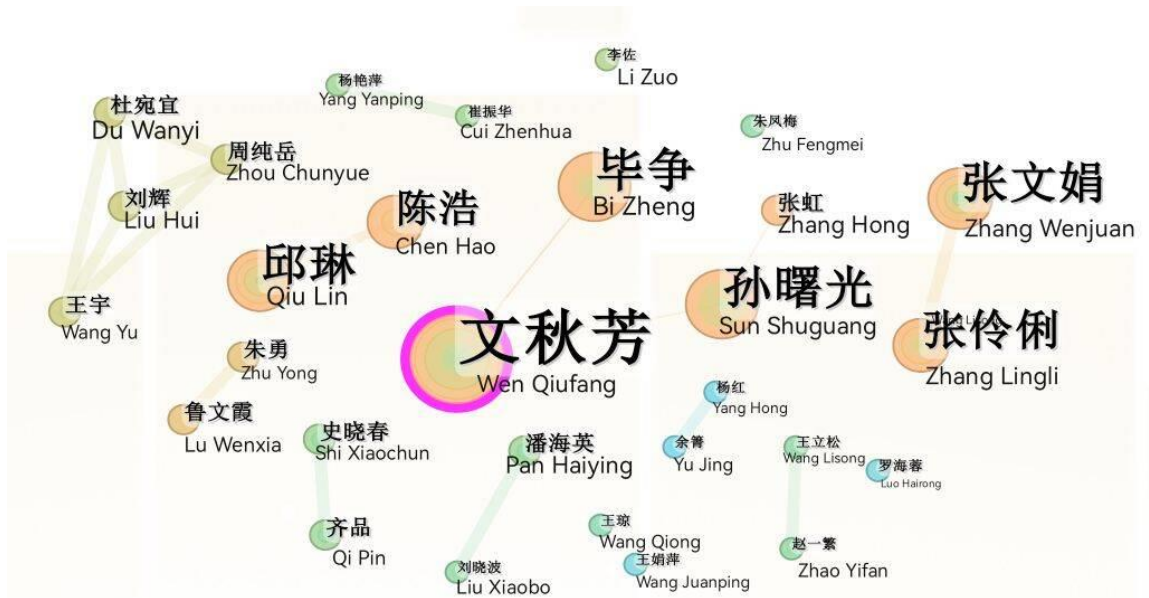 李佐
Li Zuo
杨艳萍
Yang Yanping
崔振华
Cui Zhenhua
杜宛宜
Du Wanyi
朱凤梅
Zhu Fengmei
周纯岳
Zhou Chunyue
毕争
Bi Zheng
张文娟
Zhang Wenjuan
刘辉
Liu Hui
陈浩
Chen Hao
张虹
Zhang Hong
邱琳
Qiu Lin
孙曙光
Sun Shuguang
王宇
Wang Yu
文秋芳
Wen Qiufang
张伶俐
Zhang Lingli
朱勇
Zhu Yong
杨红
Yang Hong
鲁文霞
Lu Wenxia
史晓春
Shi Xiaochun
潘海英
Pan Haiying
余箐
Yu Jing
王立松
Wang Lisong
罗海蓉
Luo Hairong
齐品
Qi Pin
王琼
Wang Qiong
赵一繁
Zhao Yifan
王娟萍
Wang Juanping
刘晓波
Liu Xiaobo